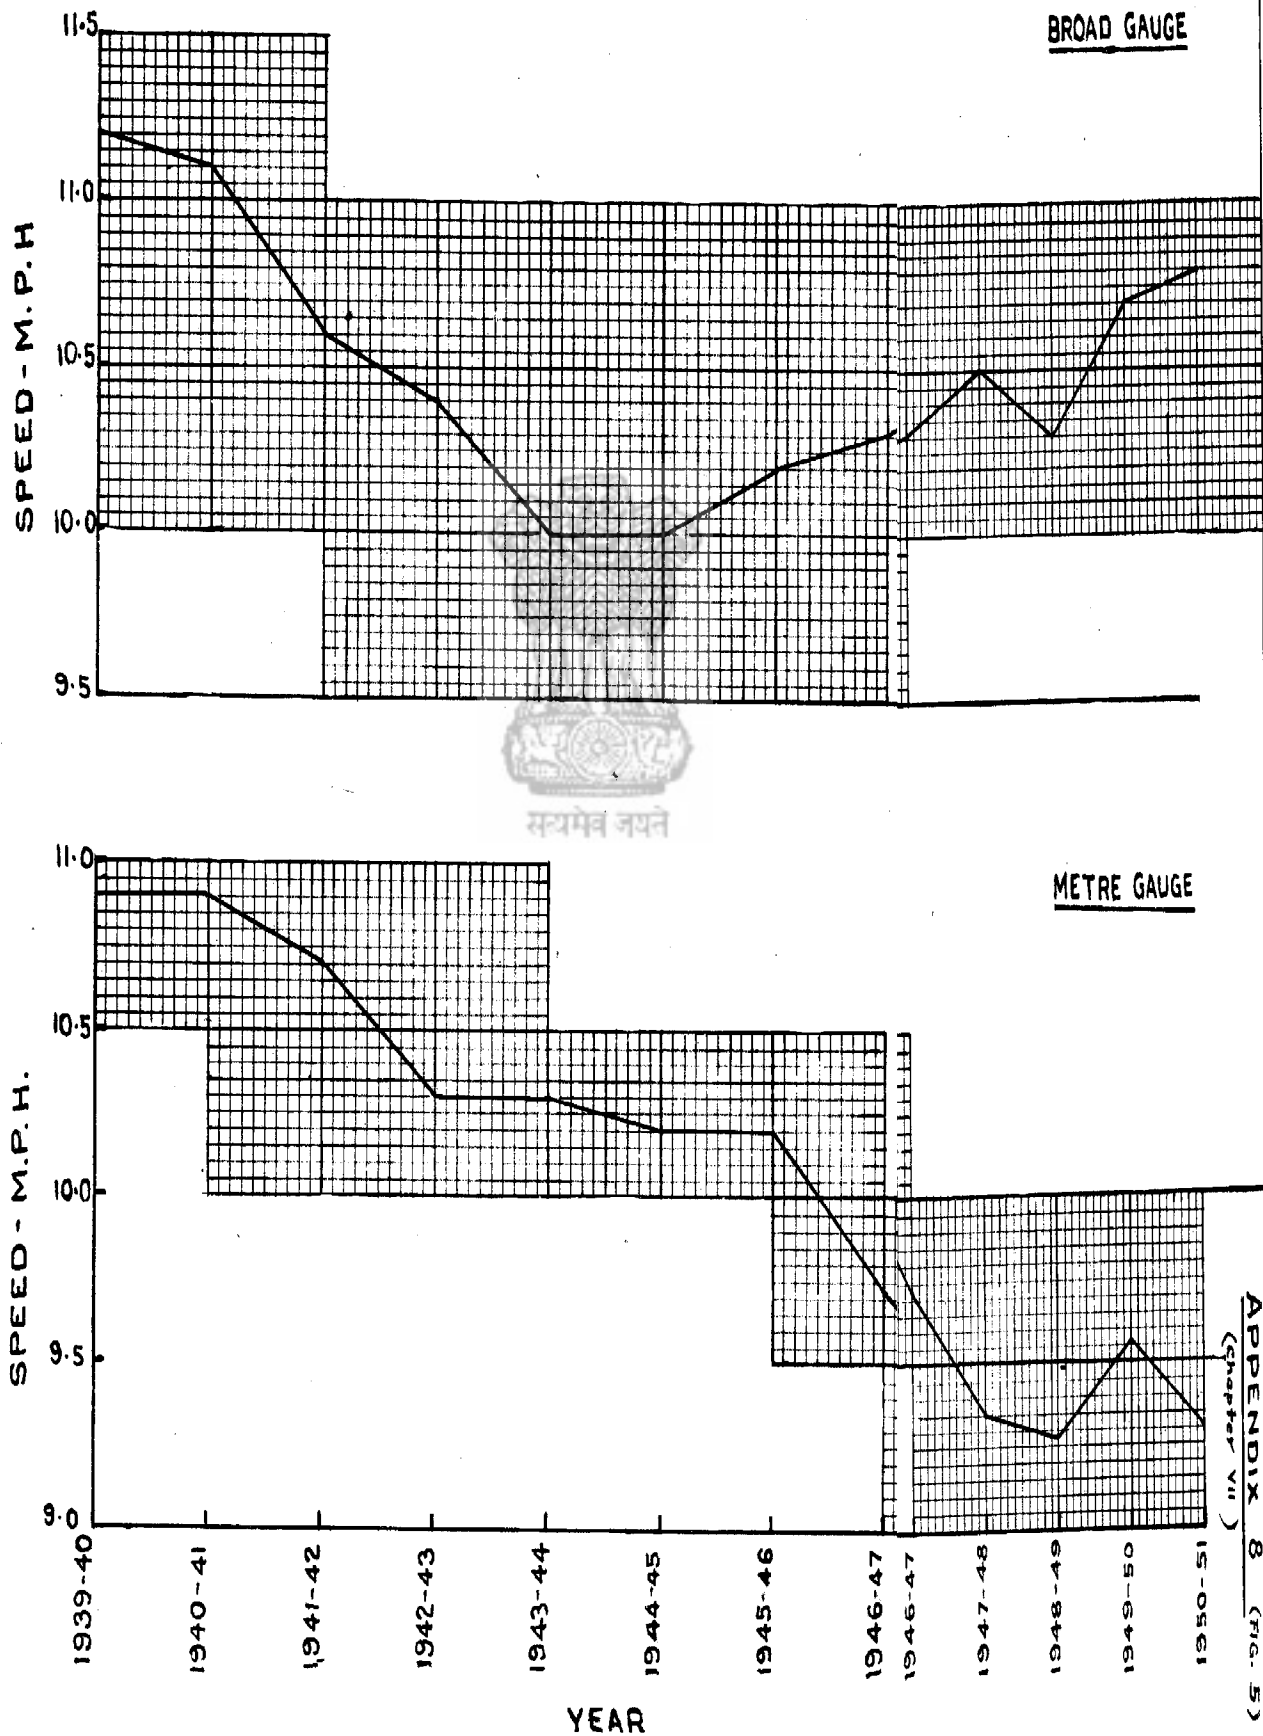 BROAD GAUGE
SPEED - M.P.H
11.5
11.0
10.5
10.0
9.5
सत्यमेव जयते
METRE GAUGE
SPEED - M.P.H.
11.0
10.5
10.0
9.5
9.0
1939-40
1940-41
1941-42
1942-43
1943-44
1944-45
1945-46
1946-47
1946-47
1947-48
1948-49
1949-50
1950-51
YEAR
APPENDIX 8 (FIG. 5)
(Chapter VII)